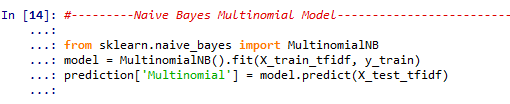 In [14]: #---------Naive Bayes Multinomial Model-------------------------
...:
...: from sklearn.naive_bayes import MultinomialNB
...: model = MultinomialNB().fit(X_train_tfidf, y_train)
...: prediction['Multinomial'] = model.predict(X_test_tfidf)
...: